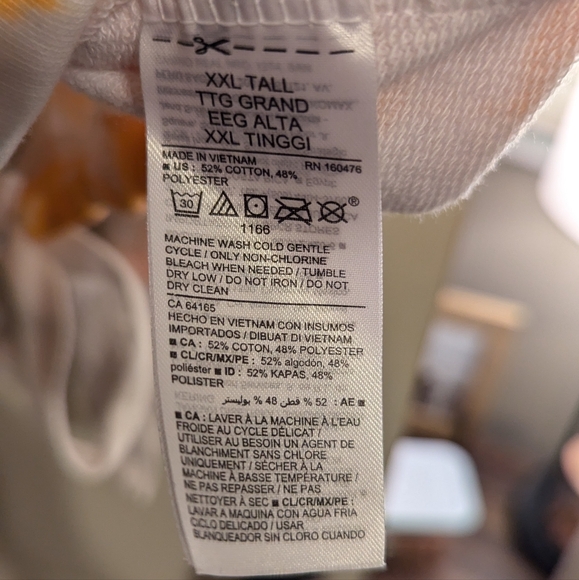 XXL TALL
TTG GRAND
EEG ALTA
XXL TINGGI
MADE IN VIETNAM RN 160476
■ US : 52% COTTON, 48%
POLYESTER
30 ®
1166
MACHINE WASH COLD GENTLE
CYCLE / ONLY NON-CHLORINE
BLEACH WHEN NEEDED / TUMBLE
DRY LOW / DO NOT IRON / DO NOT
DRY CLEAN
CA 64165
HECHO EN VIETNAM CON INSUMOS
IMPORTADOS / DIBUAT DI VIETNAM
■ CA : 52% COTON, 48% POLYESTER
■ CL/CR/MX/PE : 52% algodón, 48%
poliéster ■ ID : 52% KAPAS, 48%
POLISTER
■ AE : 52 % قطن 48 % بوليستر
■ CA : LAVER À LA MACHINE À L'EAU
FROIDE AU CYCLE DÉLICAT /
UTILISER AU BESOIN UN AGENT DE
BLANCHIMENT SANS CHLORE
UNIQUEMENT / SÉCHER À LA
MACHINE À BASSE TEMPÉRATURE /
NE PAS REPASSER / NE PAS
NETTOYER À SEC ■ CL/CR/MX/PE :
LAVAR A MAQUINA CON AGUA FRIA
CICLO DELICADO / USAR
BLANQUEADOR SIN CLORO CUANDO